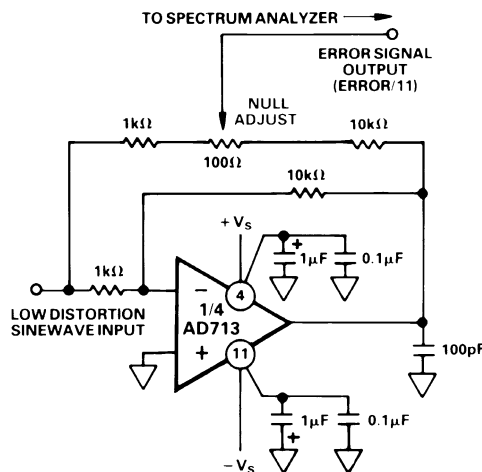 TO SPECTRUM ANALYZER
ERROR SIGNAL
OUTPUT
(ERROR/11)
NULL
ADJUST
1kΩ
100Ω
10kΩ
10kΩ
+VS
+
1µF
0.1µF
4
1kΩ
–
1/4
AD713
+
11
LOW DISTORTION
SINEWAVE INPUT
100pF
1µF
+
0.1µF
–VS